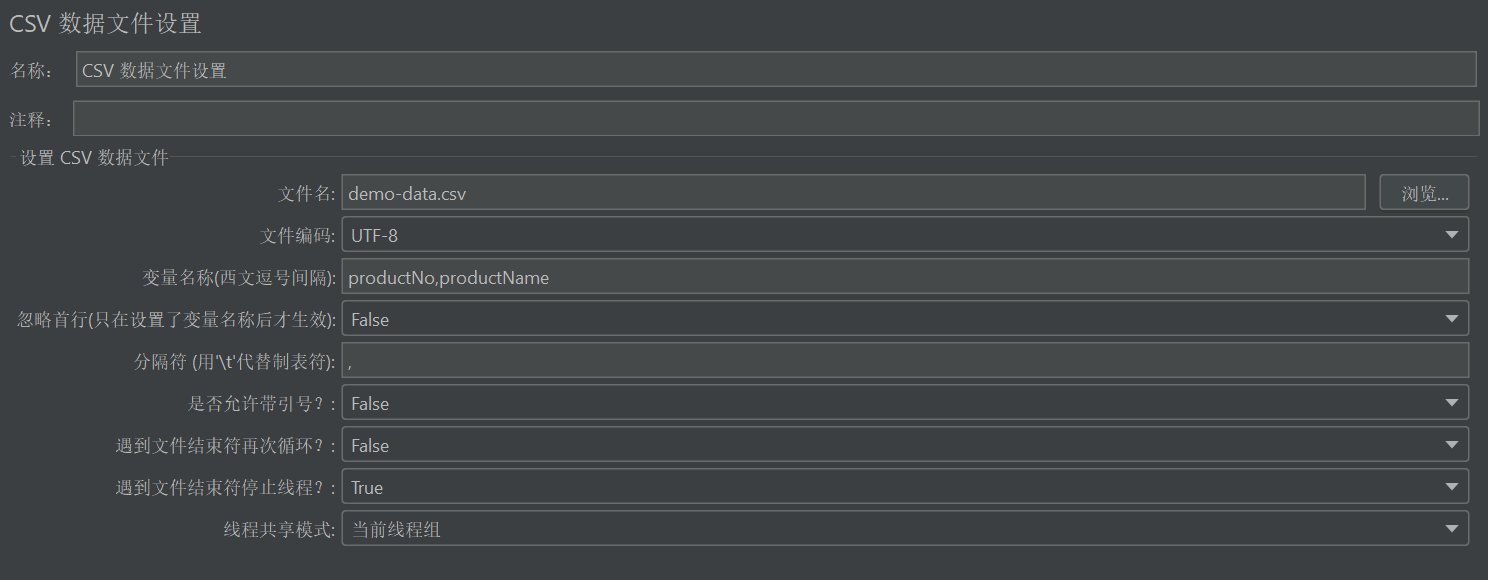 CSV 数据文件设置
名称： CSV 数据文件设置
注释：
设置 CSV 数据文件
文件名: demo-data.csv 浏览...
文件编码: UTF-8
变量名称(西文逗号间隔): productNo,productName
忽略首行(只在设置了变量名称后才生效): False
分隔符 (用'\t'代替制表符): ,
是否允许带引号？: False
遇到文件结束符再次循环？: False
遇到文件结束符停止线程？: True
线程共享模式: 当前线程组